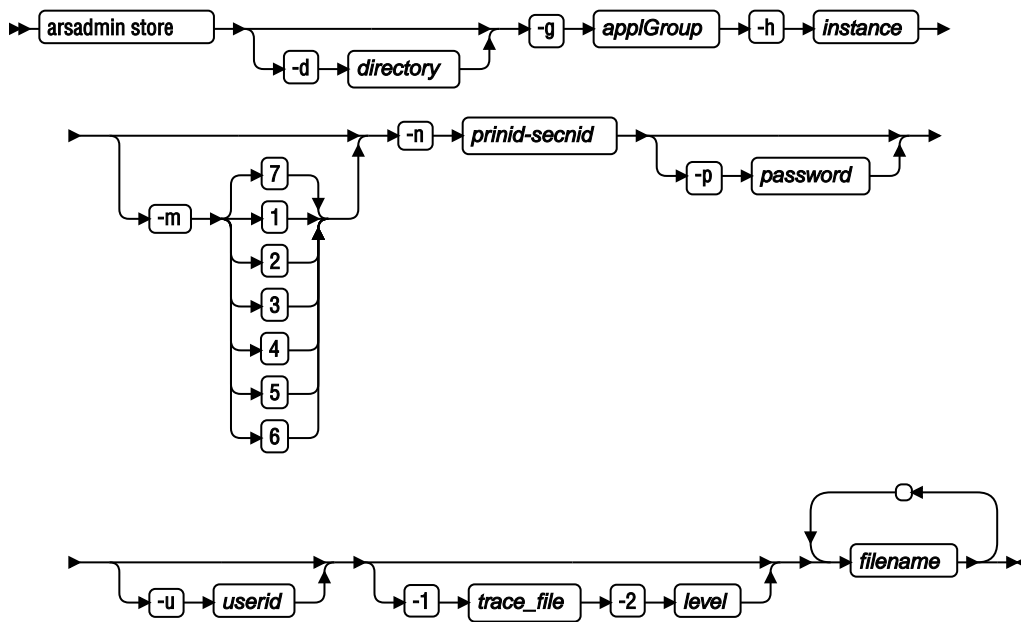 arsadmin store -d directory -g applGroup -h instance
-m 7 1 2 3 4 5 6 -n prinid-secnid -p password
-u userid -1 trace_file -2 level filename